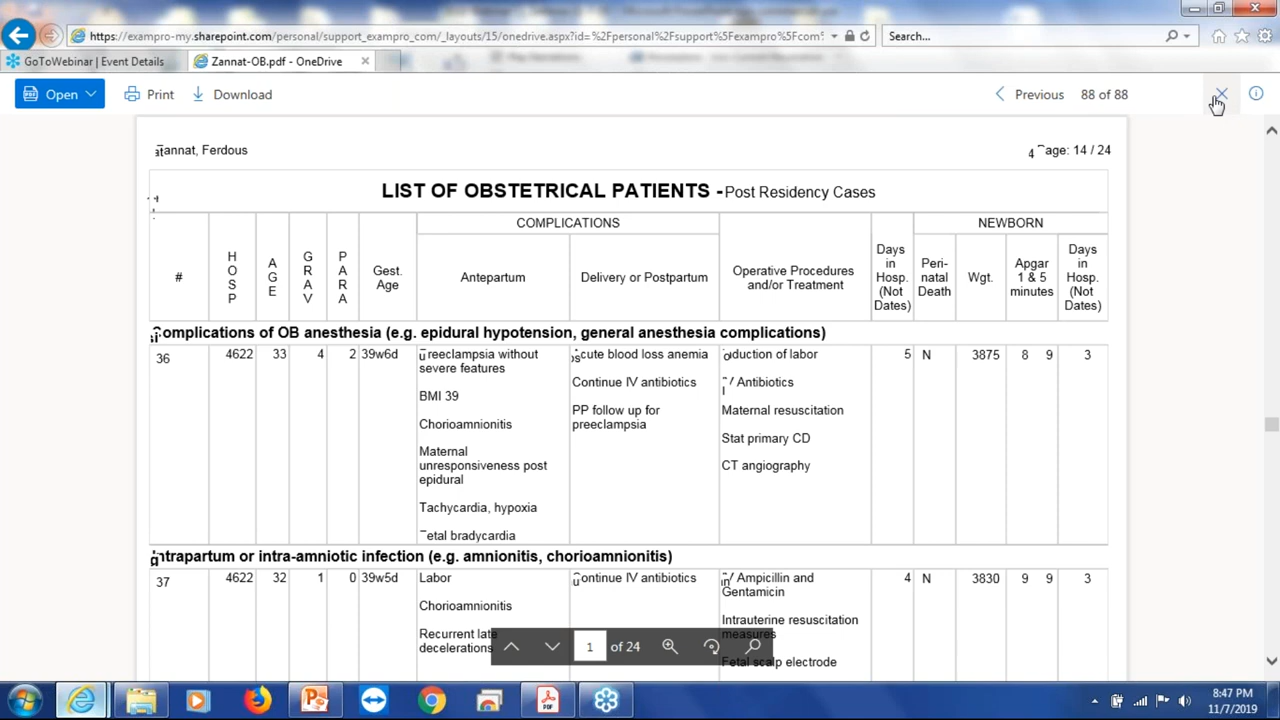 https://exampro-my.sharepoint.com/personal/support_exampro_com/_layouts/15/onedrive.aspx?id=%2Fpersonal%2Fsupport%5Fexampro%5Fcom
Search...
GoToWebinar | Event Details
Zannat-OB.pdf - OneDrive
Open
Print
Download
Previous
88 of 88
annat, Ferdous
age: 14 / 24
LIST OF OBSTETRICAL PATIENTS - Post Residency Cases
COMPLICATIONS
NEWBORN
#
HOSP
AGE
GRAV
PARA
Gest. Age
Antepartum
Delivery or Postpartum
Operative Procedures and/or Treatment
Days in Hosp. (Not Dates)
Peri-natal Death
Wgt.
Apgar 1 & 5 minutes
Days in Hosp. (Not Dates)
omplications of OB anesthesia (e.g. epidural hypotension, general anesthesia complications)
36 4622 33 4 2 39w6d
reeclampsia without
severe features
BMI 39
Chorioamnionitis
Maternal
unresponsiveness post
epidural
Tachycardia, hypoxia
etal bradycardia
cute blood loss anemia
Continue IV antibiotics
PP follow up for
preeclampsia
duction of labor
/ Antibiotics
Maternal resuscitation
Stat primary CD
CT angiography
5 N 3875 8 9 3
ntrapartum or intra-amniotic infection (e.g. amnionitis, chorioamnionitis)
37 4622 32 1 0 39w5d
Labor
Chorioamnionitis
Recurrent late
decelerations
ontinue IV antibiotics
/ Ampicillin and
Gentamicin
Intrauterine resuscitation
measures
Fetal scalp electrode
4 N 3830 9 9 3
1 of 24
8:47 PM
11/7/2019